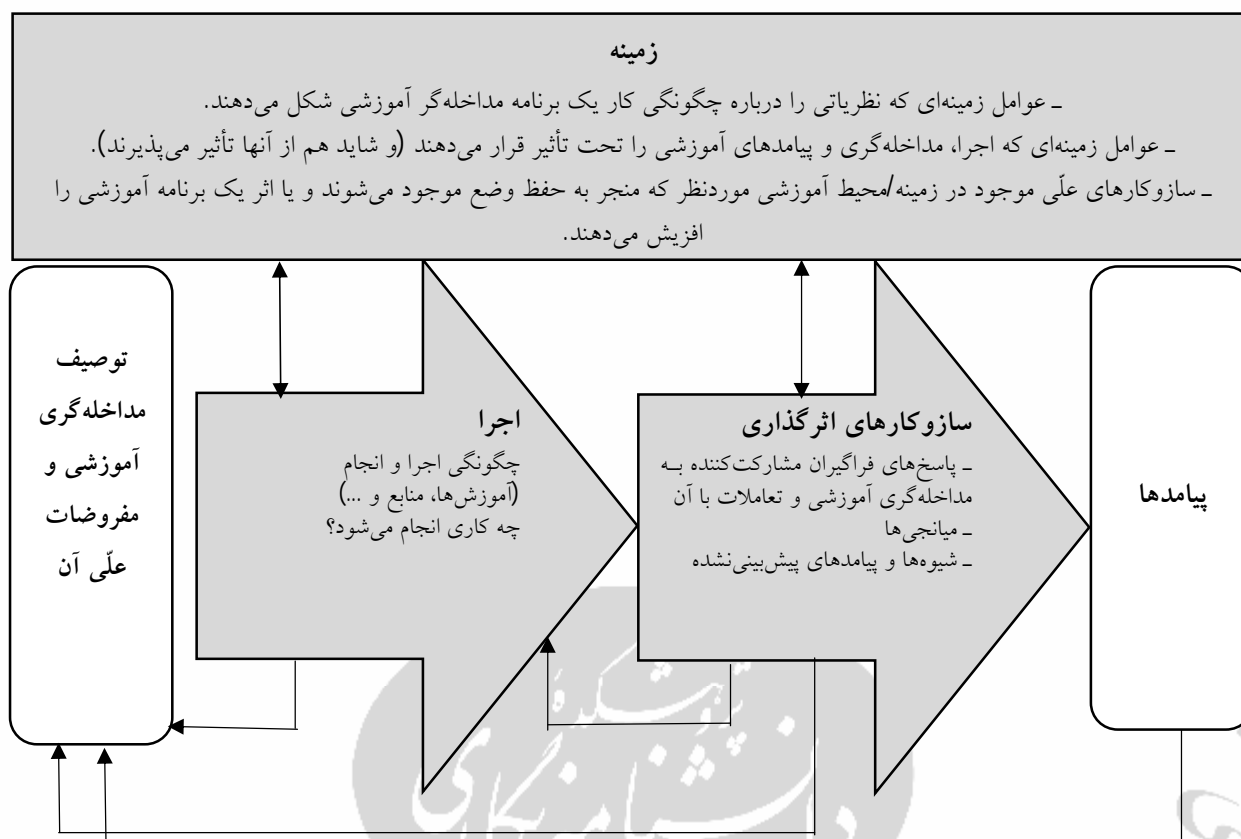 زمینه
ـ عوامل زمینه‌ای که نظریاتی را درباره چگونگی کار یک برنامه مداخله‌گر آموزشی شکل می‌دهند.
ـ عوامل زمینه‌ای که اجرا، مداخله‌گری و پیامدهای آموزشی را تحت تأثیر قرار می‌دهند (و شاید هم از آنها تأثیر می‌پذیرند).
ـ سازوکارهای علّی موجود در زمینه/محیط آموزشی موردنظر که منجر به حفظ وضع موجود می‌شوند و یا اثر یک برنامه آموزشی را
افزیش می‌دهند.
توصیف
مداخله‌گری
آموزشی و
مفروضات
علّی آن
اجرا
چگونگی اجرا و انجام
(آموزش‌ها، منابع و ...)
چه کاری انجام می‌شود؟
سازوکارهای اثرگذاری
ـ پاسخ‌های فراگیران مشارکت‌کننده به
مداخله‌گری آموزشی و تعاملات با آن
ـ میانجی‌ها
ـ شیوه‌ها و پیامدهای پیش‌بینی‌نشده
پیامدها
پژوهشکدهٔ
دانشنامه‌نگاری